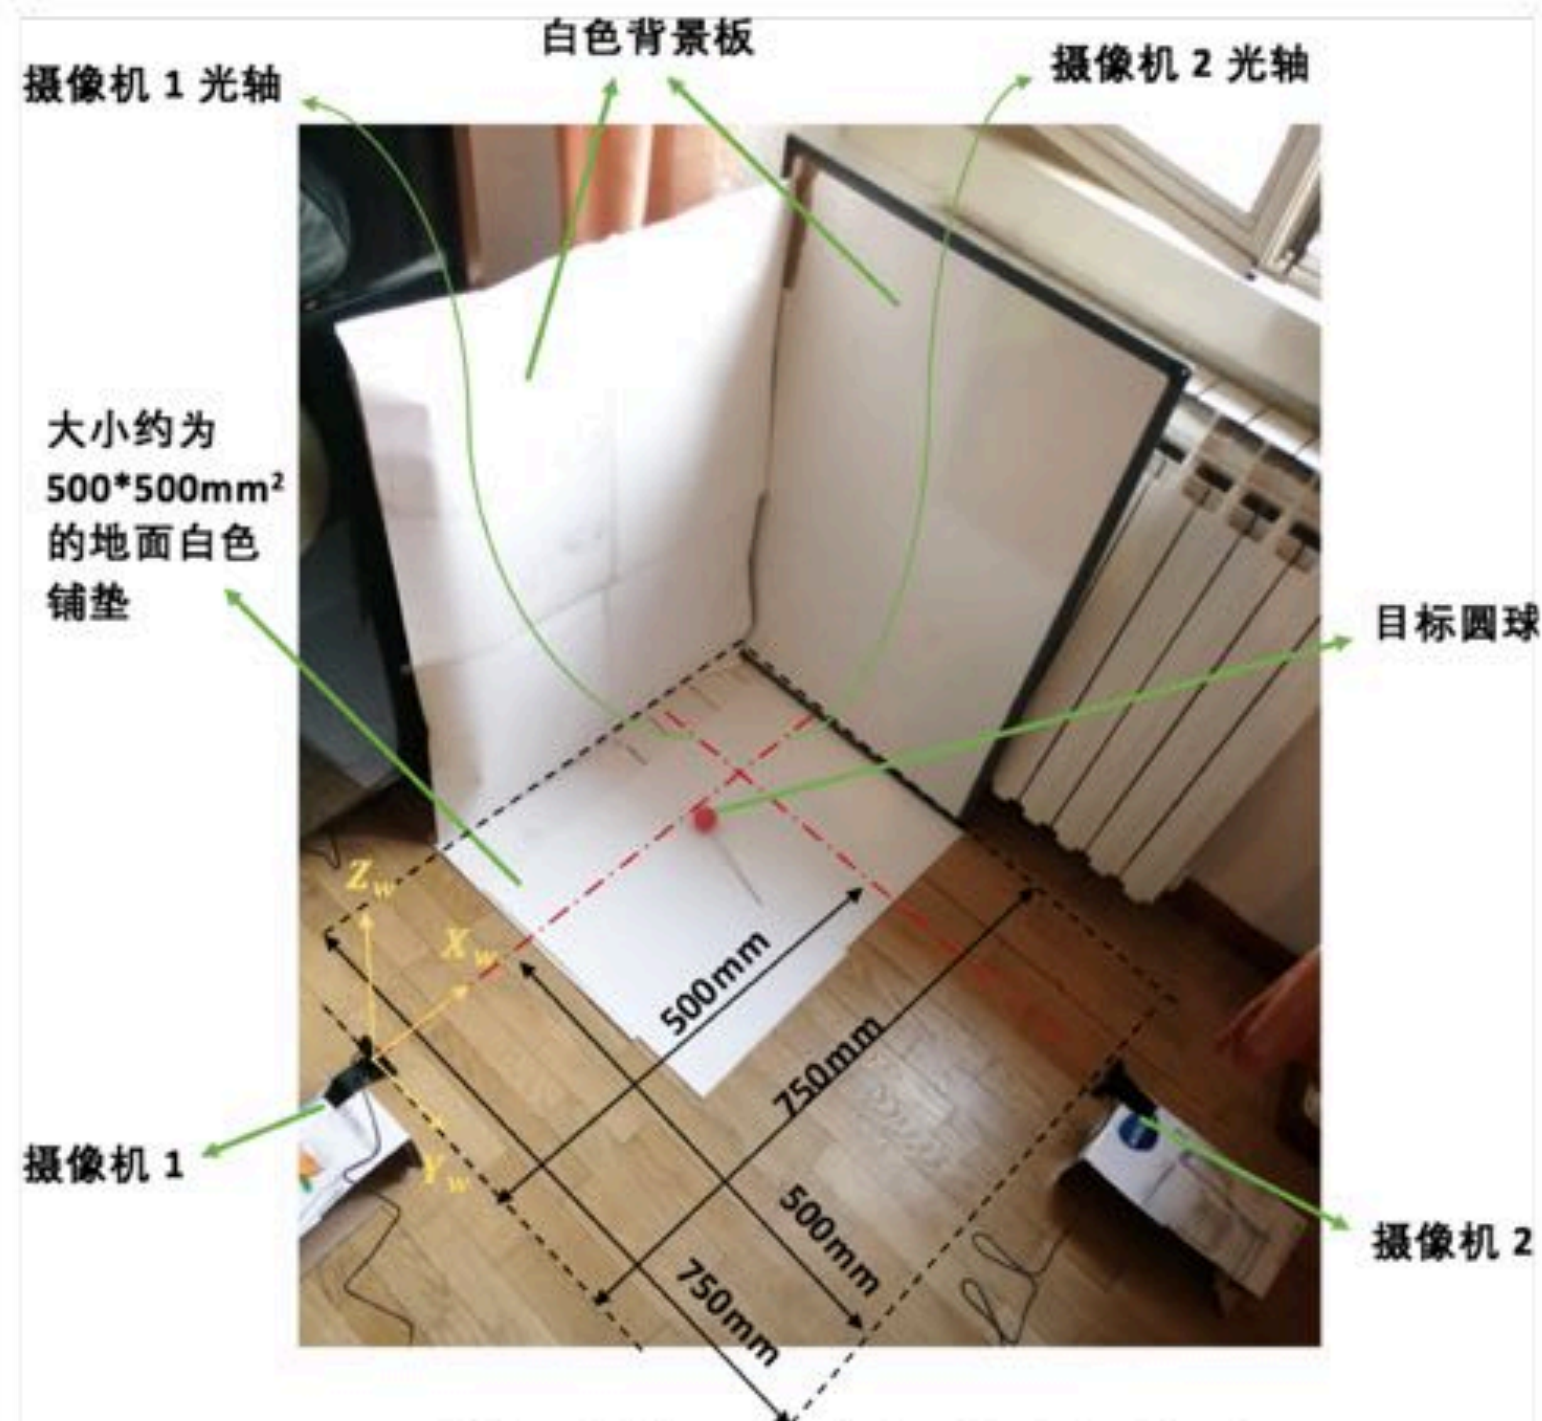 白色背景板
摄像机 1 光轴
摄像机 2 光轴
大小约为
500*500mm²
的地面白色
铺垫
目标圆球
Zw
Xw
Yw
500mm
750mm
500mm
750mm
摄像机 1
摄像机 2